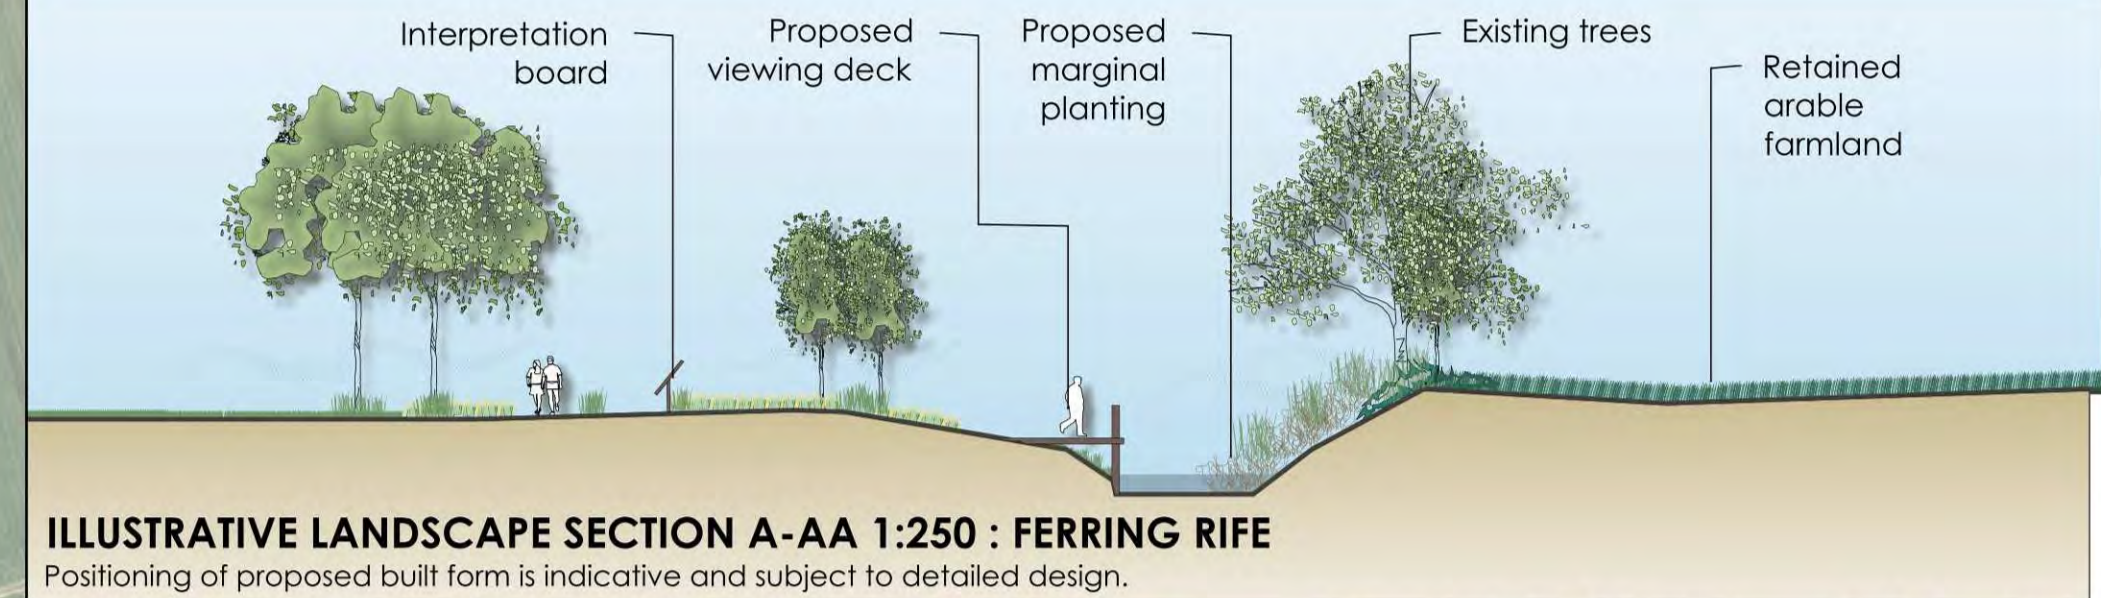 Interpretation
board
Proposed
viewing deck
Proposed
marginal
planting
Existing trees
Retained
arable
farmland
ILLUSTRATIVE LANDSCAPE SECTION A-AA 1:250 : FERRING RIFE
Positioning of proposed built form is indicative and subject to detailed design.